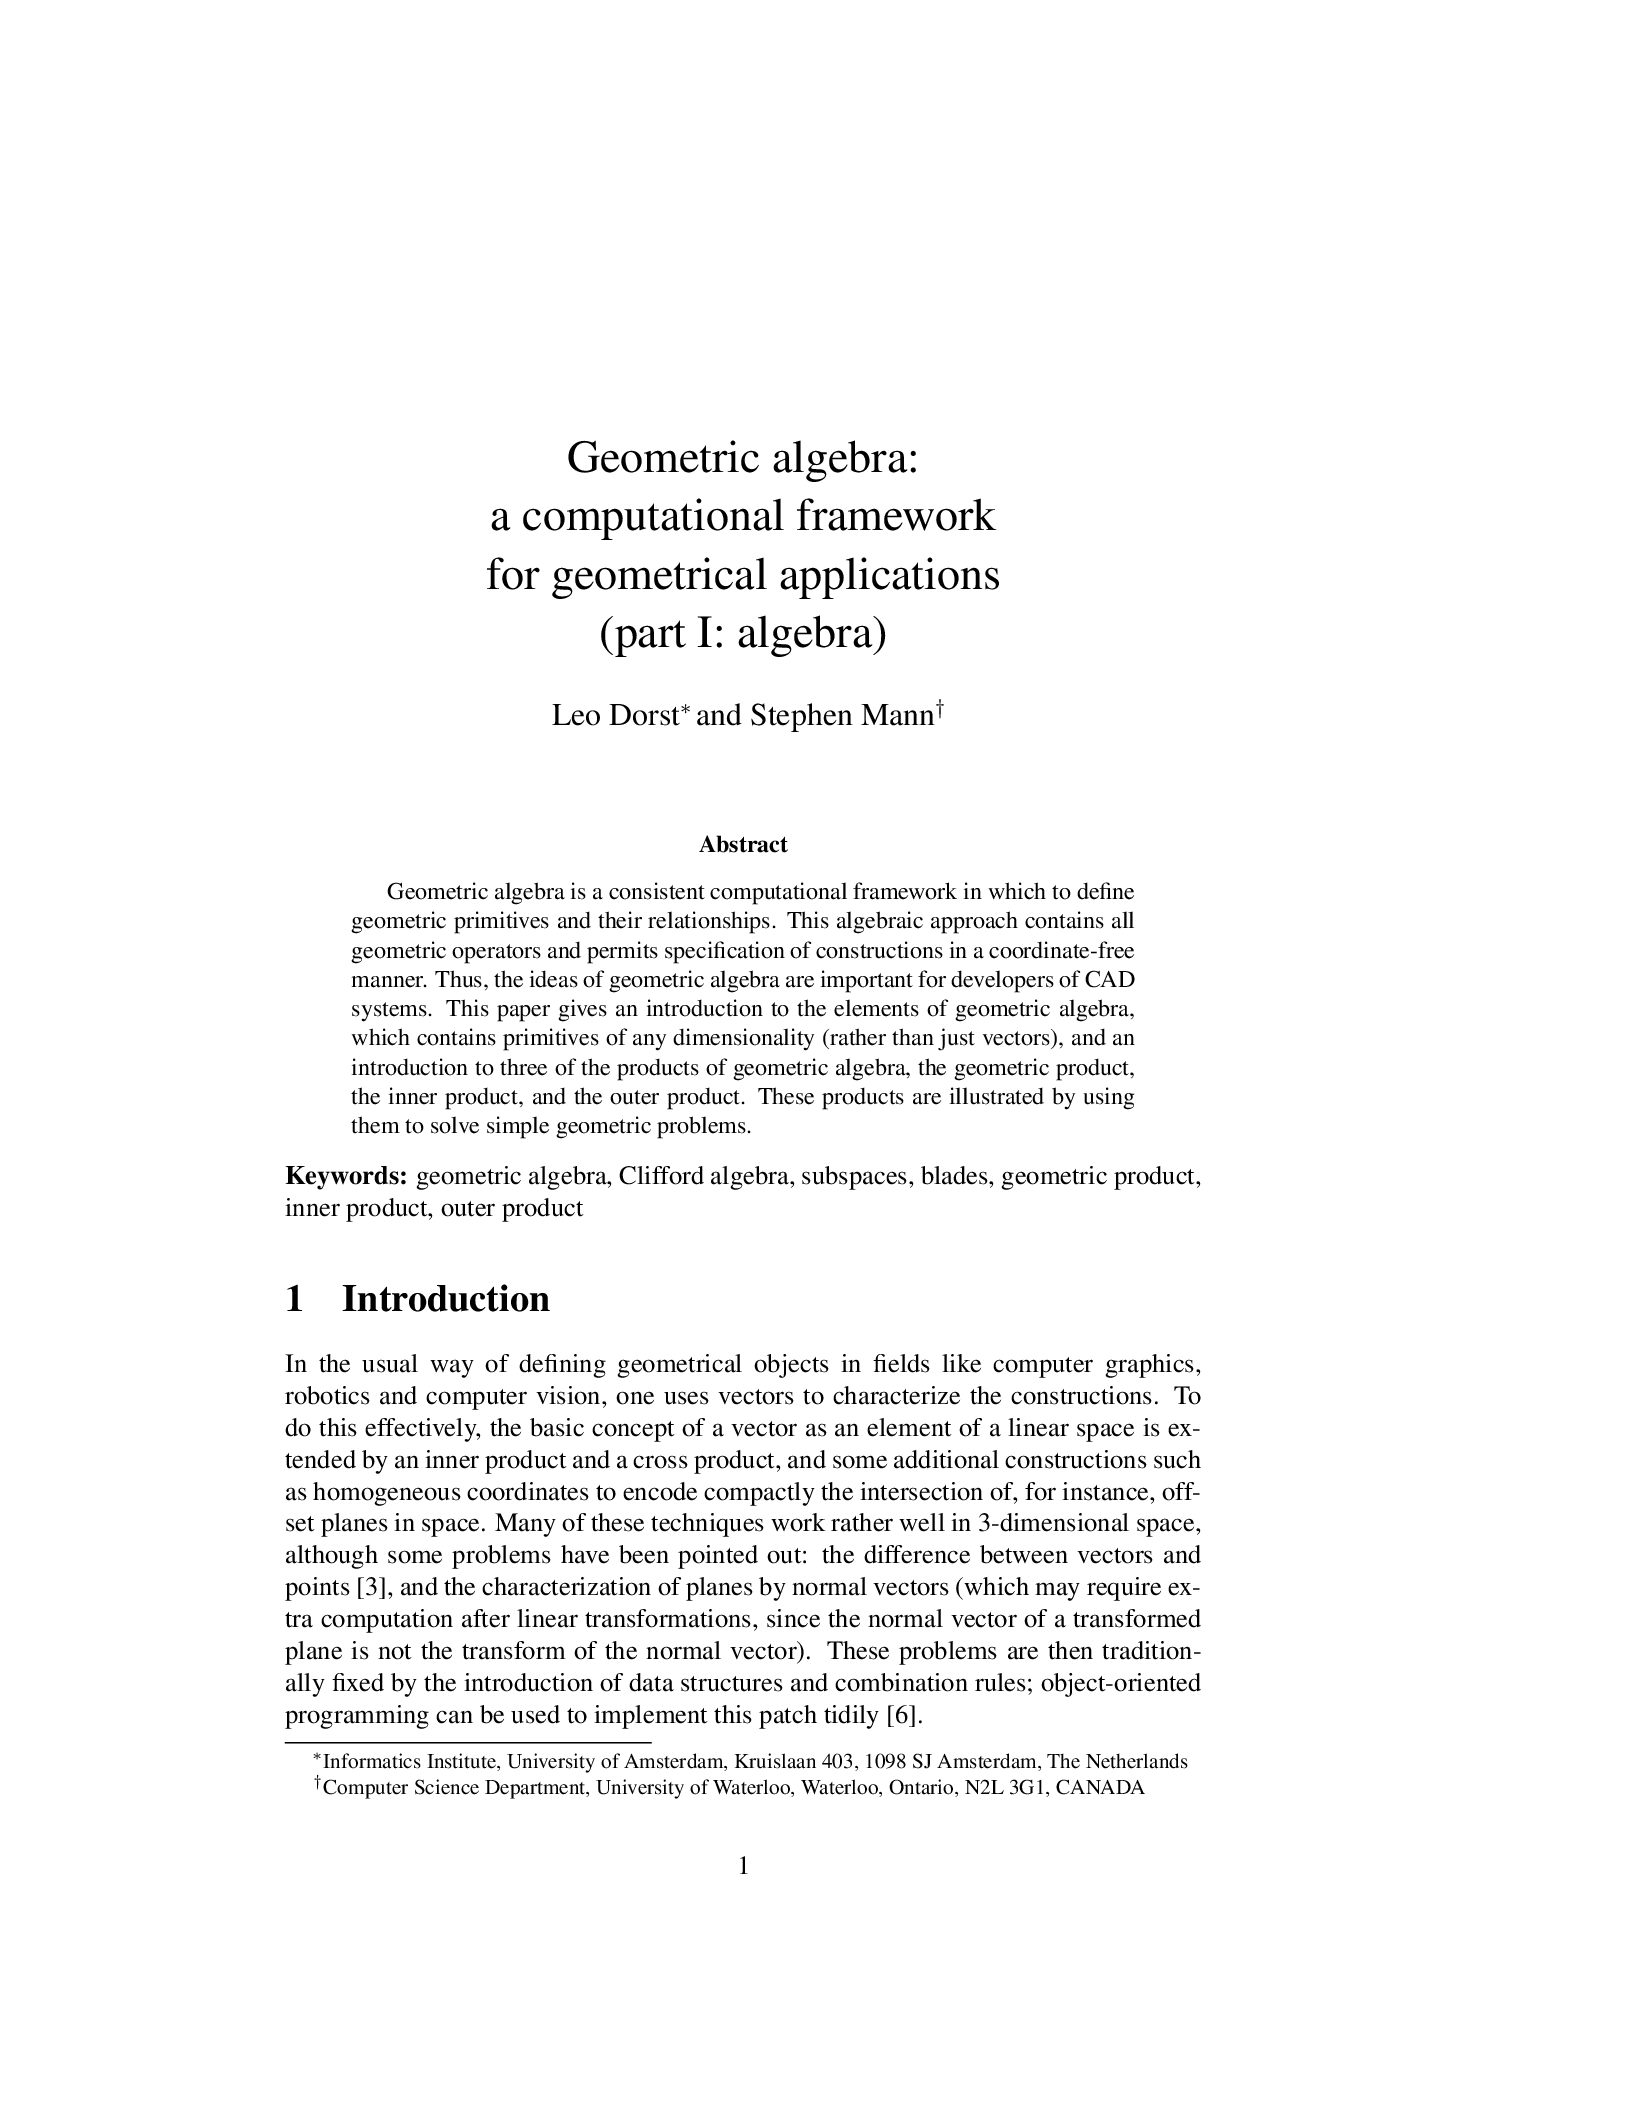 Geometric algebra:
a computational framework
for geometrical applications
(part I: algebra)
Leo Dorst* and Stephen Mann†
Abstract
Geometric algebra is a consistent computational framework in which to define
geometric primitives and their relationships. This algebraic approach contains all
geometric operators and permits specification of constructions in a coordinate-free
manner. Thus, the ideas of geometric algebra are important for developers of CAD
systems. This paper gives an introduction to the elements of geometric algebra,
which contains primitives of any dimensionality (rather than just vectors), and an
introduction to three of the products of geometric algebra, the geometric product,
the inner product, and the outer product. These products are illustrated by using
them to solve simple geometric problems.
Keywords: geometric algebra, Clifford algebra, subspaces, blades, geometric product,
inner product, outer product
1 Introduction
In the usual way of defining geometrical objects in fields like computer graphics,
robotics and computer vision, one uses vectors to characterize the constructions. To
do this effectively, the basic concept of a vector as an element of a linear space is ex-
tended by an inner product and a cross product, and some additional constructions such
as homogeneous coordinates to encode compactly the intersection of, for instance, off-
set planes in space. Many of these techniques work rather well in 3-dimensional space,
although some problems have been pointed out: the difference between vectors and
points [3], and the characterization of planes by normal vectors (which may require ex-
tra computation after linear transformations, since the normal vector of a transformed
plane is not the transform of the normal vector). These problems are then tradition-
ally fixed by the introduction of data structures and combination rules; object-oriented
programming can be used to implement this patch tidily [6].
*Informatics Institute, University of Amsterdam, Kruislaan 403, 1098 SJ Amsterdam, The Netherlands
†Computer Science Department, University of Waterloo, Waterloo, Ontario, N2L 3G1, CANADA
1